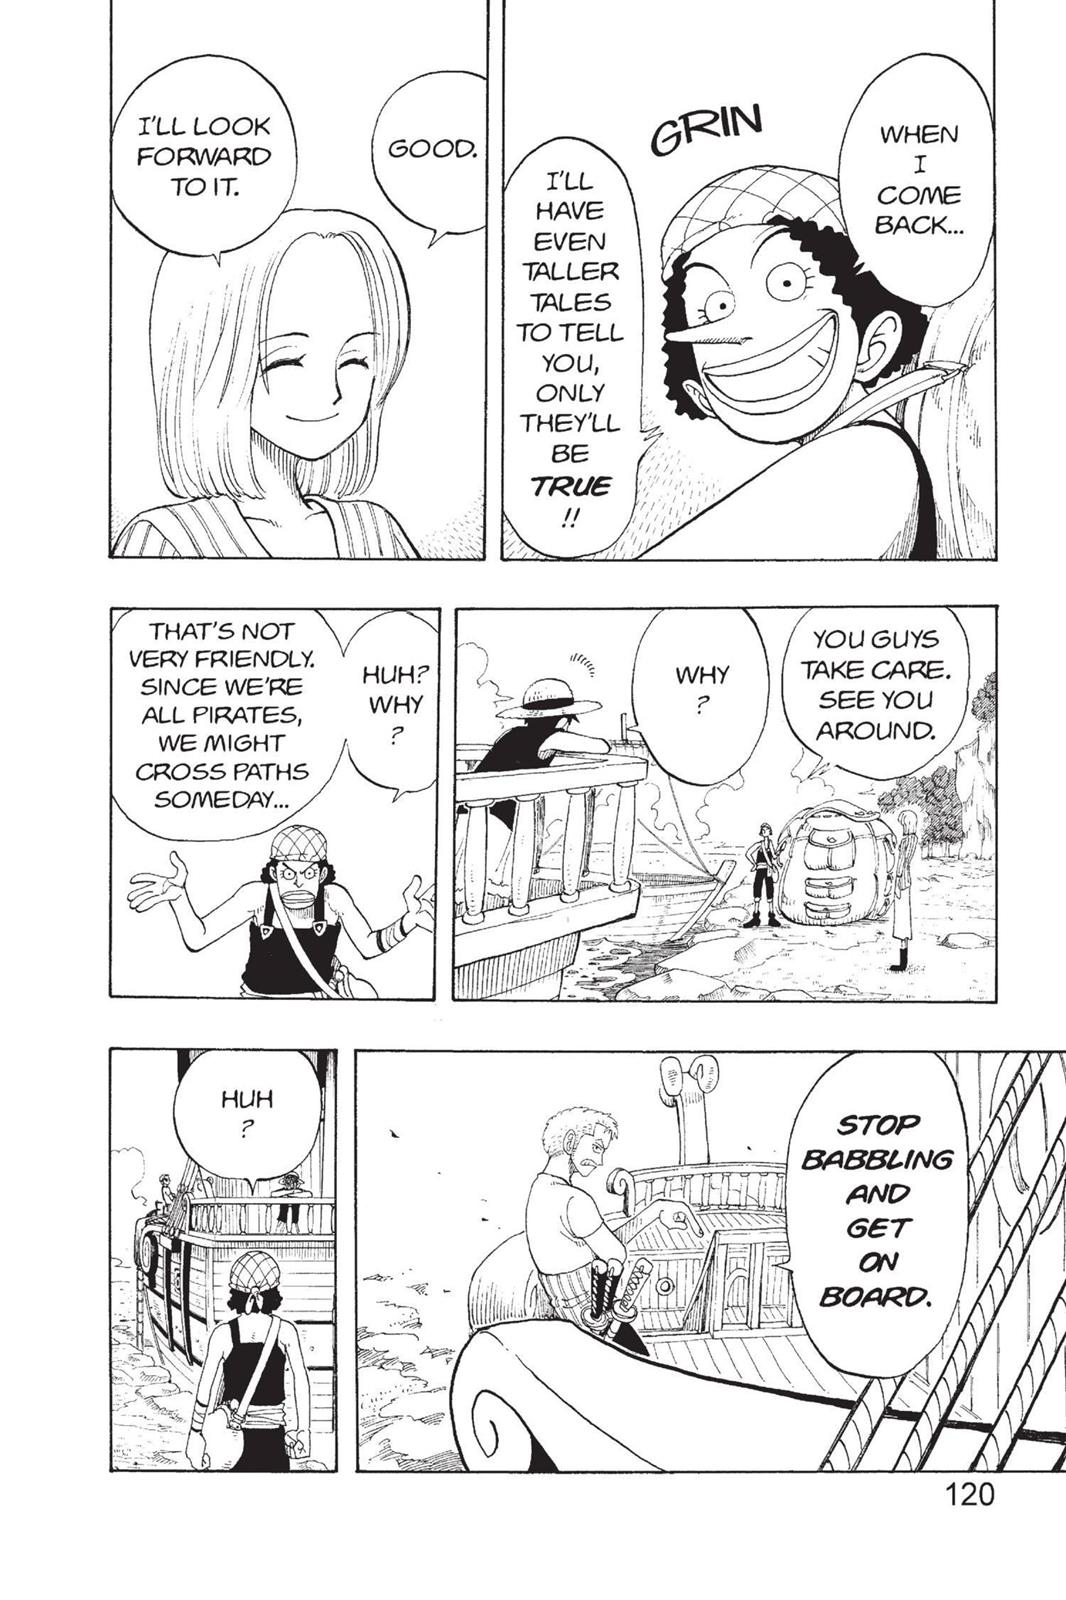 WHEN
I
COME
BACK...
GRIN
I'LL
HAVE
EVEN
TALLER
TALES
TO TELL
YOU,
ONLY
THEY'LL
BE
TRUE
!!
GOOD.
I'LL LOOK
FORWARD
TO IT.
YOU GUYS
TAKE CARE.
SEE YOU
AROUND.
WHY
?
HUH?
WHY
?
THAT'S NOT
VERY FRIENDLY.
SINCE WE'RE
ALL PIRATES,
WE MIGHT
CROSS PATHS
SOMEDAY...
STOP
BABBLING
AND
GET
ON
BOARD.
HUH
?
120